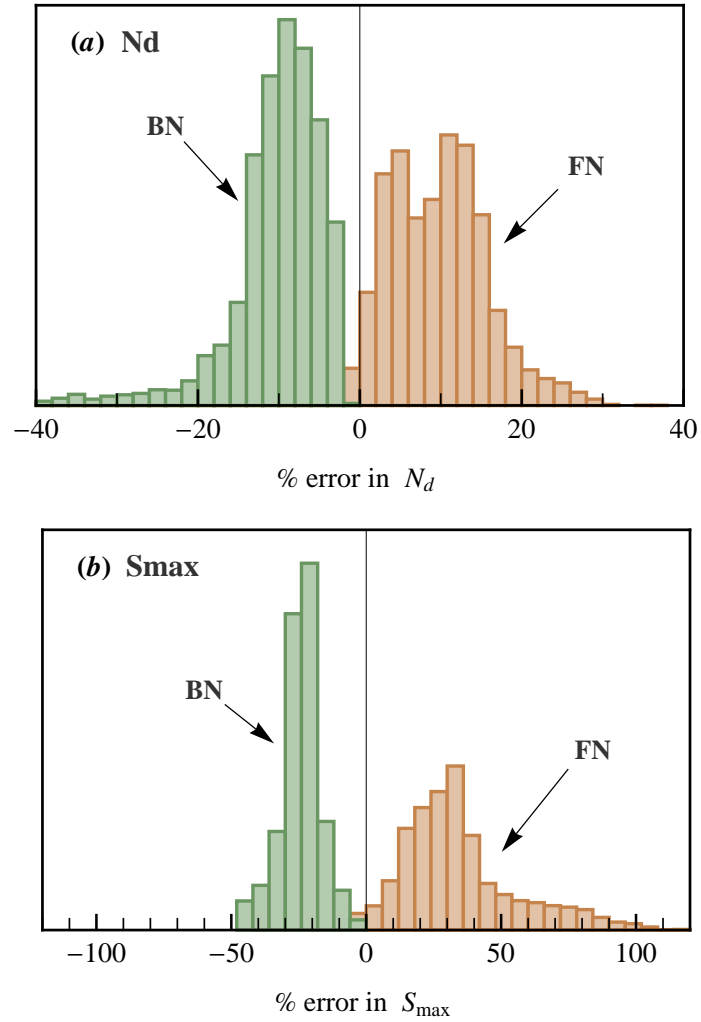 (a) Nd
BN
FN
−40 −20 0 20 40
% error in N_d
(b) Smax
BN
FN
−100 −50 0 50 100
% error in S_max